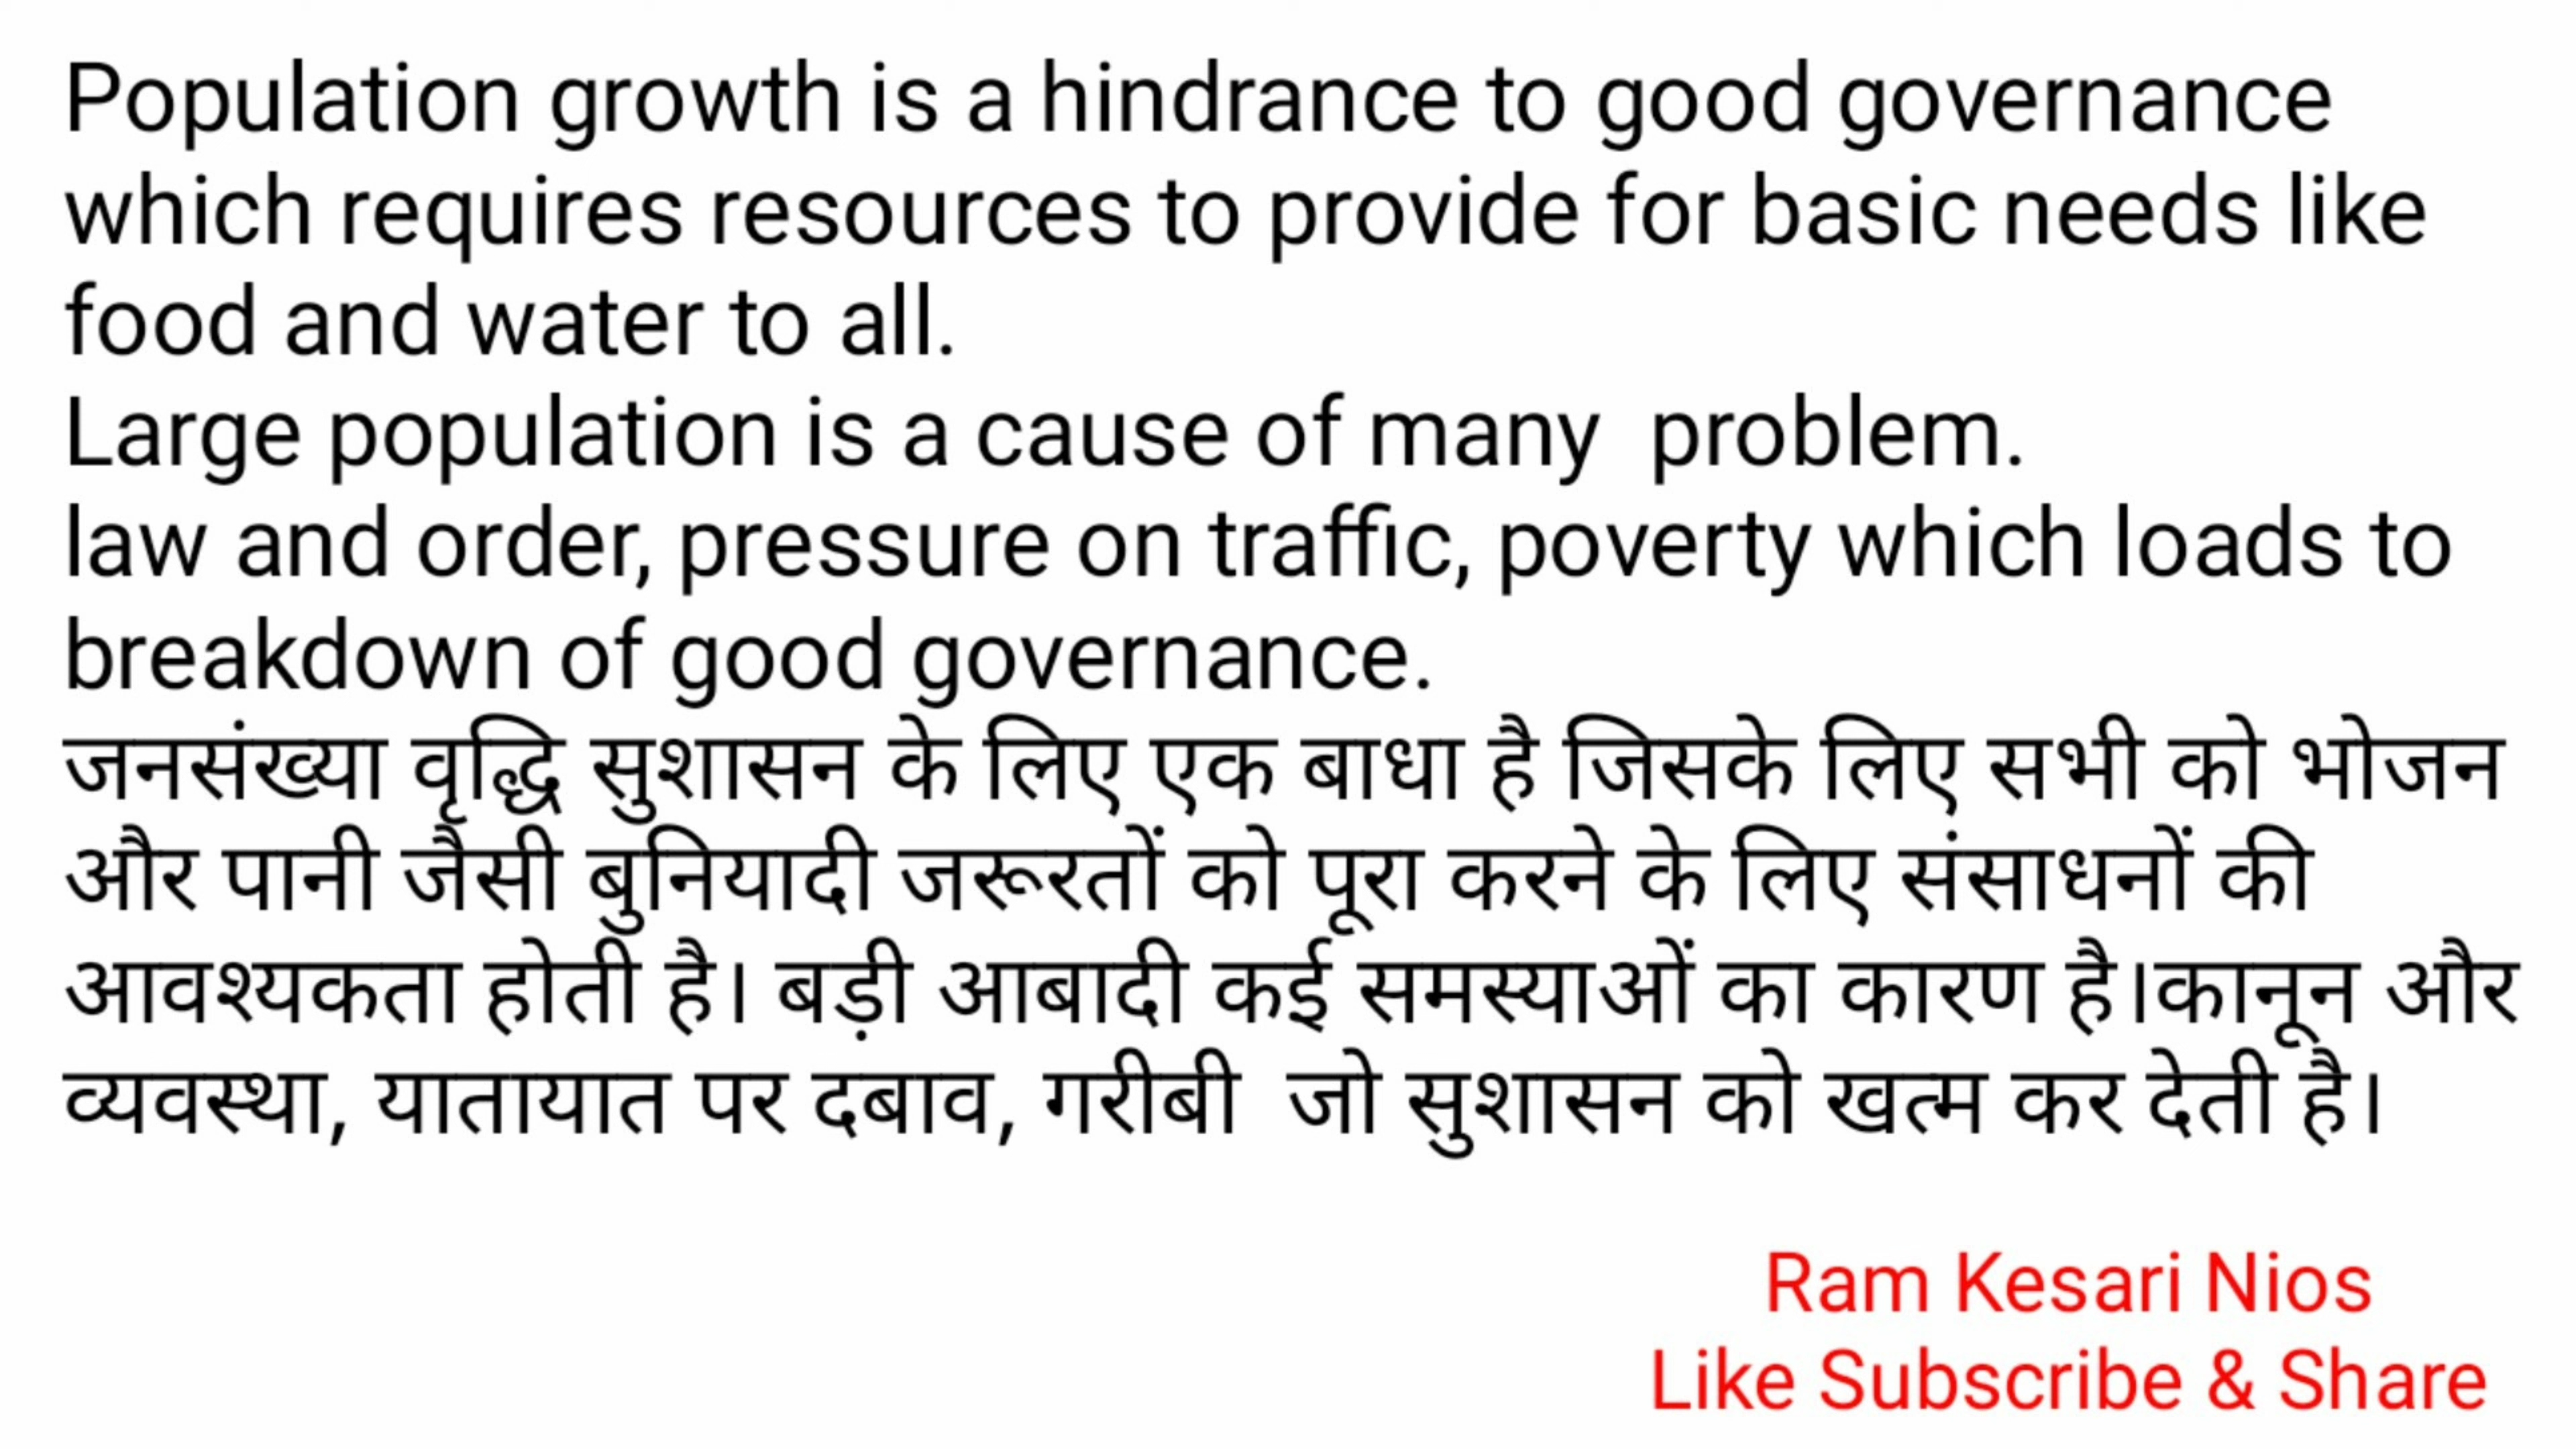 Population growth is a hindrance to good governance
which requires resources to provide for basic needs like
food and water to all.
Large population is a cause of many  problem.
law and order, pressure on traffic, poverty which loads to
breakdown of good governance.
जनसंख्या वृद्धि सुशासन के लिए एक बाधा है जिसके लिए सभी को भोजन
और पानी जैसी बुनियादी जरूरतों को पूरा करने के लिए संसाधनों की
आवश्यकता होती है। बड़ी आबादी कई समस्याओं का कारण है।कानून और
व्यवस्था, यातायात पर दबाव, गरीबी  जो सुशासन को खत्म कर देती है।
Ram Kesari Nios
Like Subscribe & Share